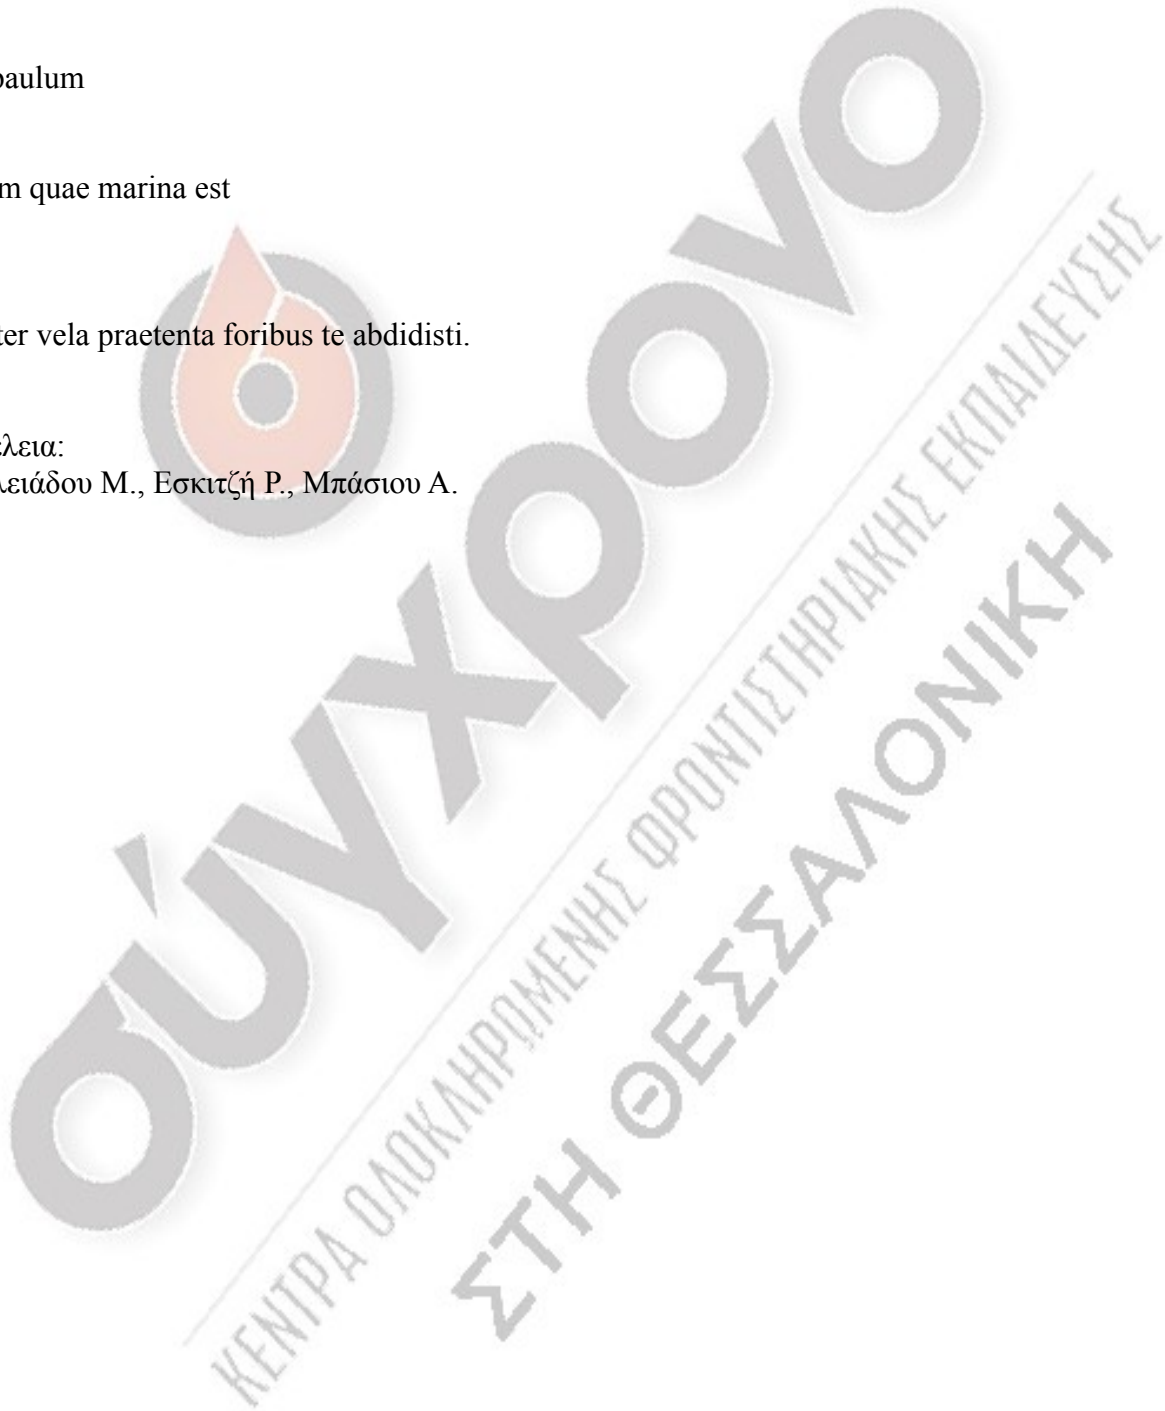 paulum
m quae marina est
ter vela praetenta foribus te abdidisti.
λεια:
λειάδου Μ., Εσκιτζή Ρ., Μπάσιου Α.
σύγχρονο
ΚΕΝΤΡΑ ΟΛΟΚΛΗΡΩΜΕΝΗΣ ΦΡΟΝΤΙΣΤΗΡΙΑΚΗΣ ΕΚΠΑΙΔΕΥΣΗΣ
ΣΤΗ ΘΕΣΣΑΛΟΝΙΚΗ